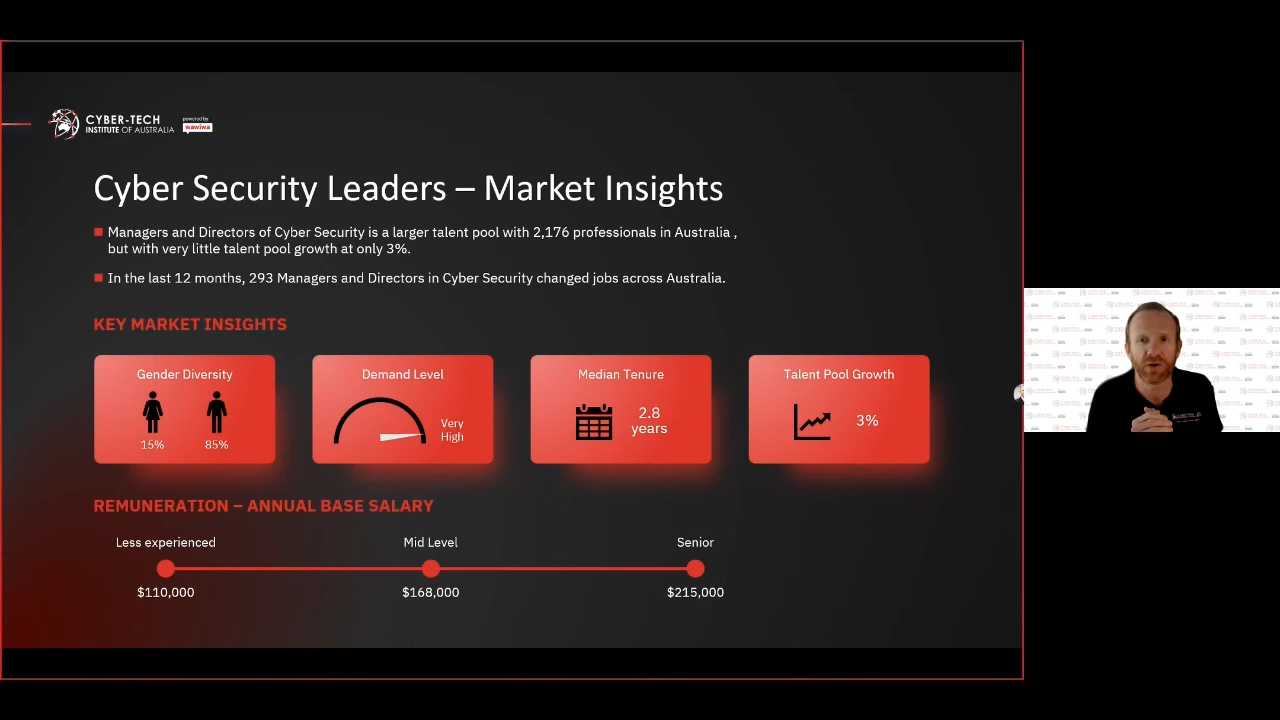 CYBER-TECH
INSTITUTE OF AUSTRALIA
powered by
wawiwa
Cyber Security Leaders – Market Insights
Managers and Directors of Cyber Security is a larger talent pool with 2,176 professionals in Australia ,
but with very little talent pool growth at only 3%.
In the last 12 months, 293 Managers and Directors in Cyber Security changed jobs across Australia.
KEY MARKET INSIGHTS
Gender Diversity
15%
85%
Demand Level
Very
High
Median Tenure
2.8
years
Talent Pool Growth
3%
REMUNERATION – ANNUAL BASE SALARY
Less experienced
Mid Level
Senior
$110,000
$168,000
$215,000